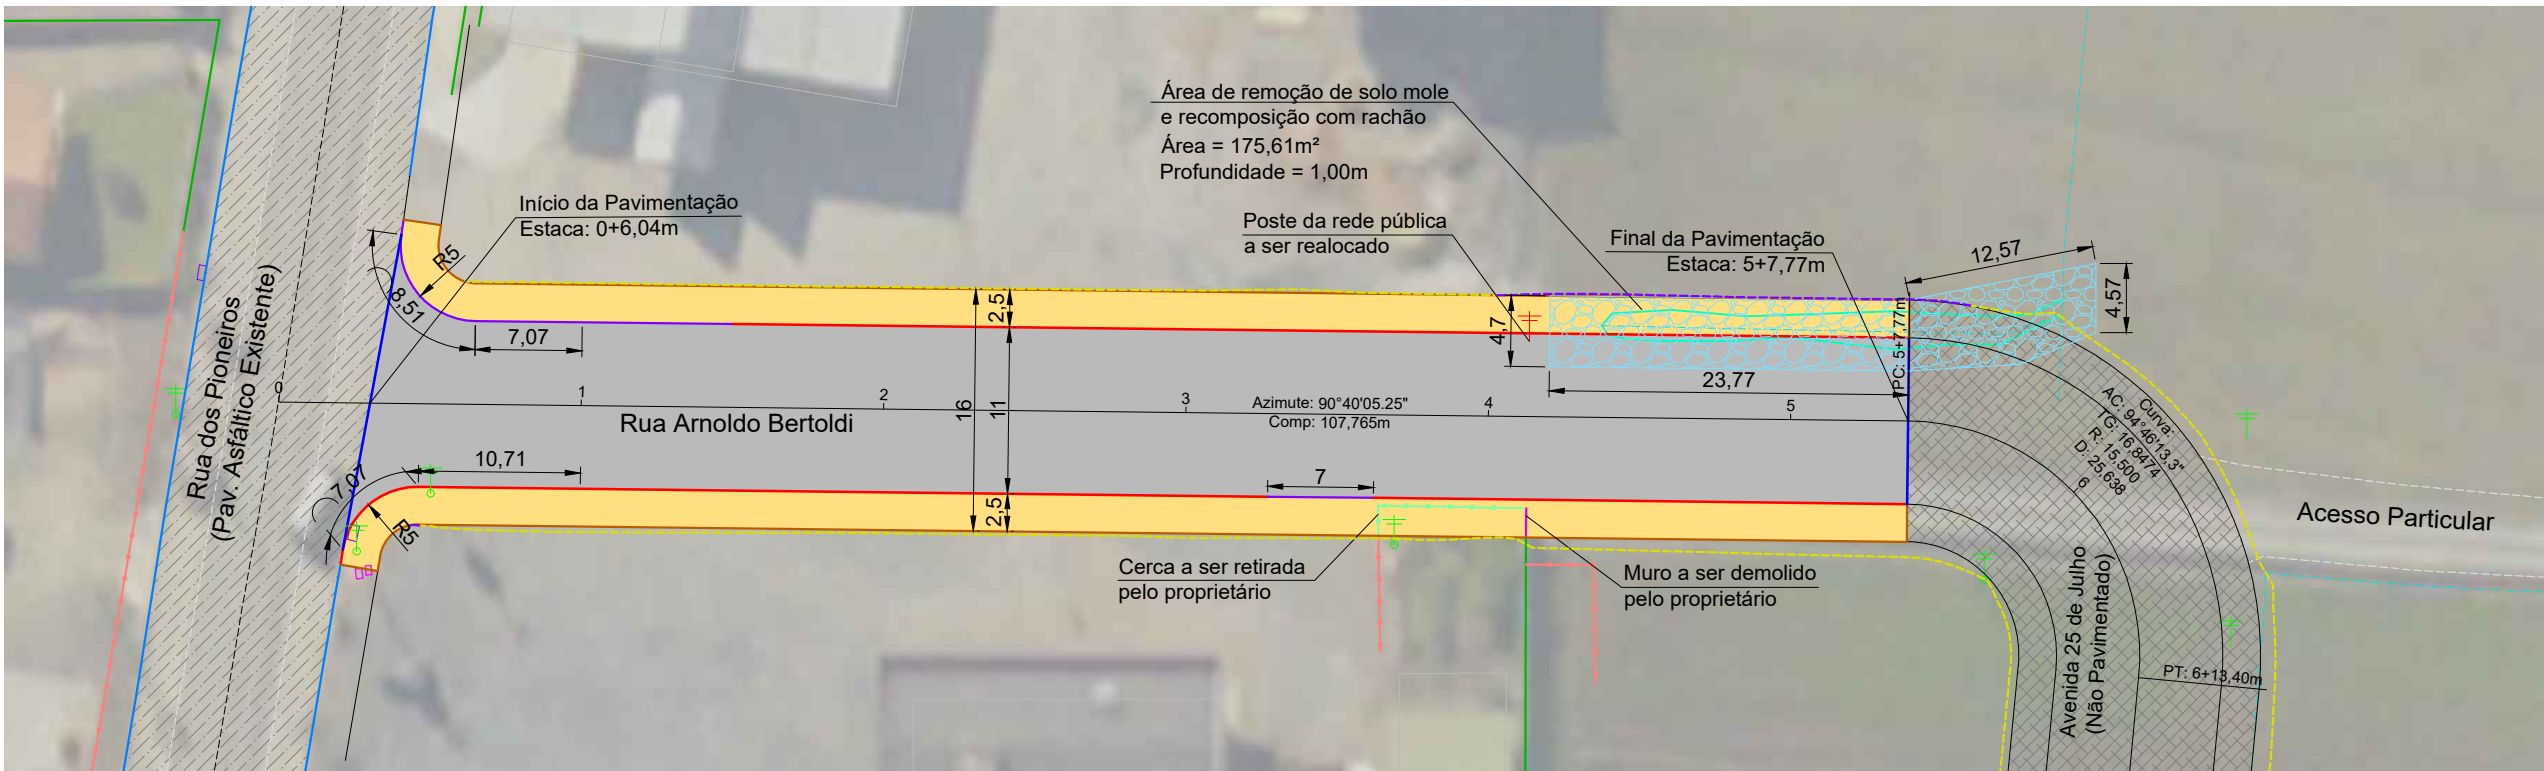 Área de remoção de solo mole
e recomposição com rachão
Área = 175,61m²
Profundidade = 1,00m
Início da Pavimentação
Estaca: 0+6,04m
Poste da rede pública
a ser realocado
Final da Pavimentação
Estaca: 5+7,77m
12,57
4,57
R5
8,51
7,07
2,5
4,7
PC: 5+7,77m
23,77
Rua dos Pioneiros
(Pav. Asfáltico Existente)
0
1
2
3
4
5
6
16
11
Rua Arnoldo Bertoldi
Azimute: 90°40'05.25"
Comp: 107,765m
Curva:
AC: 94°46'13,3"
TG: 16,8474
R: 15,500
D: 25,638
7,07
10,71
R5
7
2,5
Cerca a ser retirada
pelo proprietário
Muro a ser demolido
pelo proprietário
Acesso Particular
Avenida 25 de Julho
(Não Pavimentado)
PT: 6+13,40m